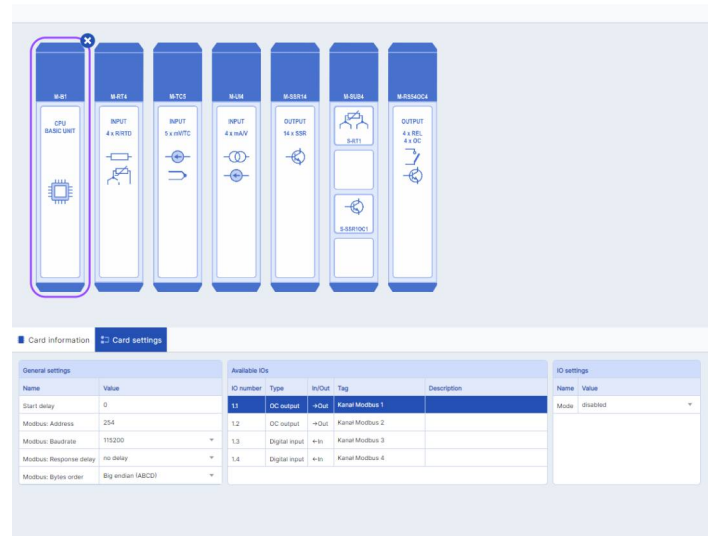 M-B1
M-RT4
M-TC5
M-UI4
M-SSR14
M-SUB4
M-RS54OC4
CPU
BASIC UNIT
INPUT
4 x R/RTD
INPUT
5 x mV/TC
INPUT
4 x mA/V
OUTPUT
14 x SSR
S-RT1
S-SSR1OC1
OUTPUT
4 x REL
4 x OC
Card information
Card settings
General settings
Name Value
Start delay 0
Modbus: Address 254
Modbus: Baudrate 115200
Modbus: Response delay no delay
Modbus: Bytes order Big endian (ABCD)
Available IOs
IO number Type In/Out Tag Description
1.1 OC output →Out Kanał Modbus 1
1.2 OC output →Out Kanał Modbus 2
1.3 Digital input ←In Kanał Modbus 3
1.4 Digital input ←In Kanał Modbus 4
IO settings
Name Value
Mode disabled